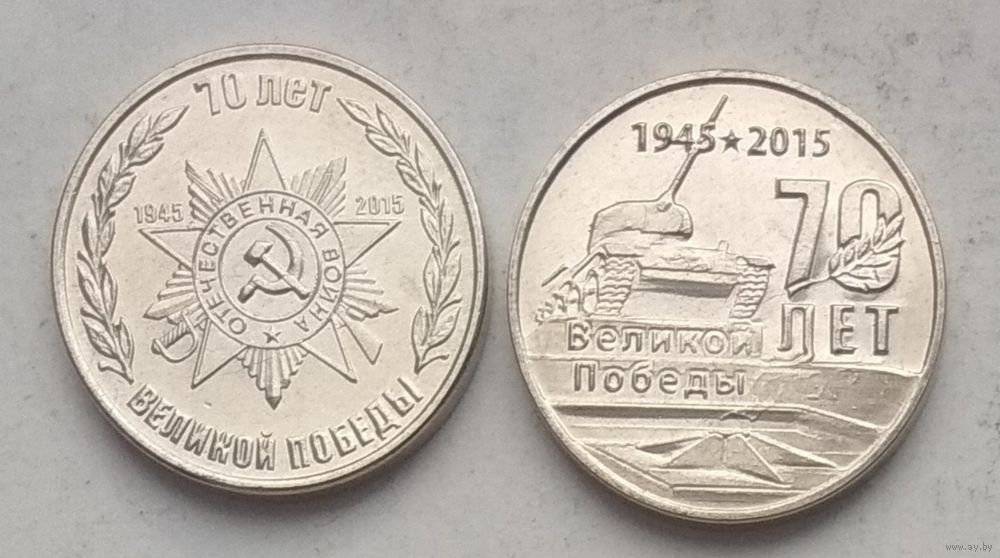 70 лет
1945 2015
ОТЕЧЕСТВЕННАЯ ВОЙНА
ВЕЛИКОЙ ПОБЕДЫ
1945★2015
70
ЛЕТ
Великой
Победы
www.ay.by